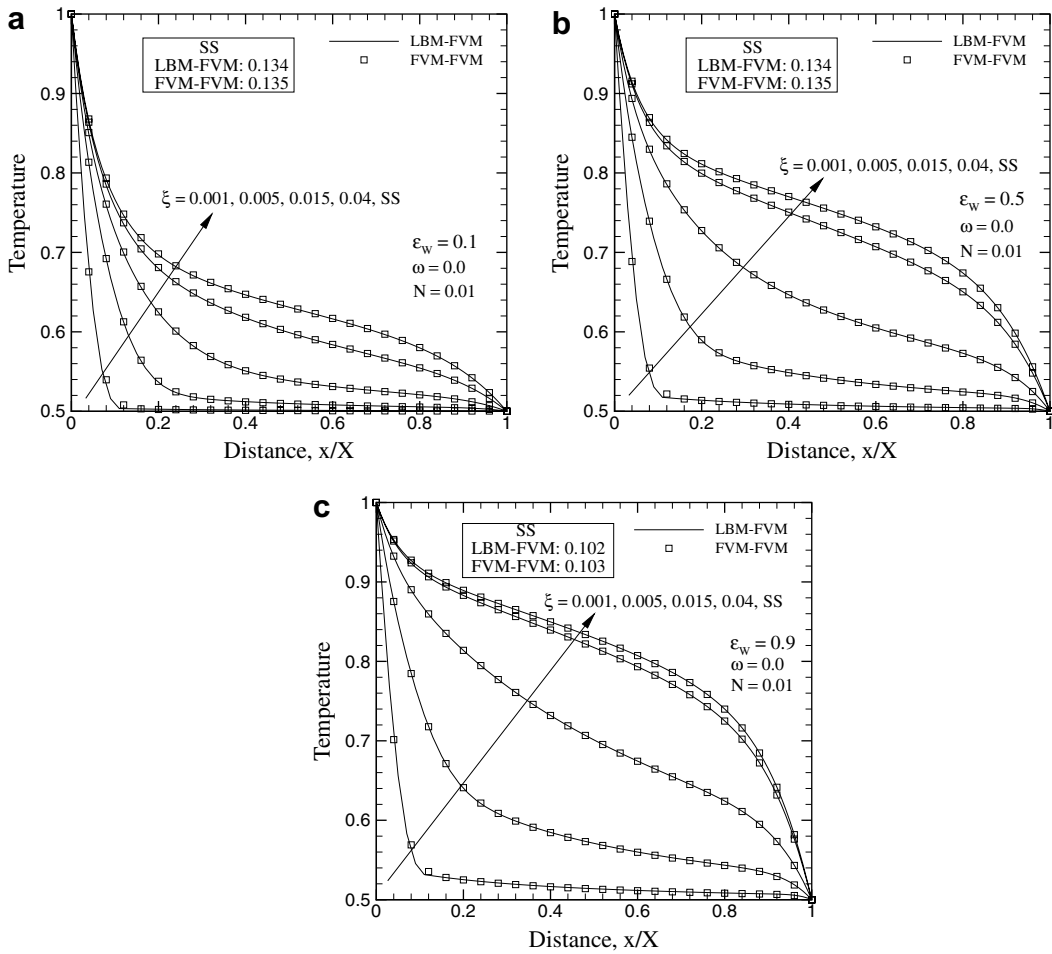 a
SS
LBM-FVM: 0.134
FVM-FVM: 0.135
LBM-FVM
FVM-FVM
ξ = 0.001, 0.005, 0.015, 0.04, SS
εW = 0.1
ω = 0.0
N = 0.01
Temperature
1
0.9
0.8
0.7
0.6
0.5
0
0.2
0.4
0.6
0.8
1
Distance, x/X
b
SS
LBM-FVM: 0.134
FVM-FVM: 0.135
LBM-FVM
FVM-FVM
ξ = 0.001, 0.005, 0.015, 0.04, SS
εW = 0.5
ω = 0.0
N = 0.01
Temperature
1
0.9
0.8
0.7
0.6
0.5
0
0.2
0.4
0.6
0.8
1
Distance, x/X
c
SS
LBM-FVM: 0.102
FVM-FVM: 0.103
LBM-FVM
FVM-FVM
ξ = 0.001, 0.005, 0.015, 0.04, SS
εW = 0.9
ω = 0.0
N = 0.01
Temperature
1
0.9
0.8
0.7
0.6
0.5
0
0.2
0.4
0.6
0.8
1
Distance, x/X